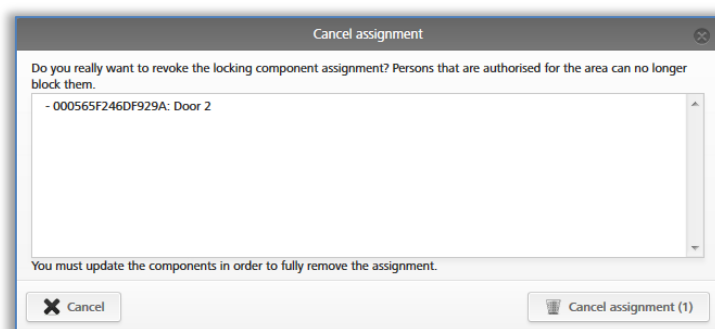 Cancel assignment
Do you really want to revoke the locking component assignment? Persons that are authorised for the area can no longer
block them.
- 000565F246DF929A: Door 2
You must update the components in order to fully remove the assignment.
Cancel
Cancel assignment (1)